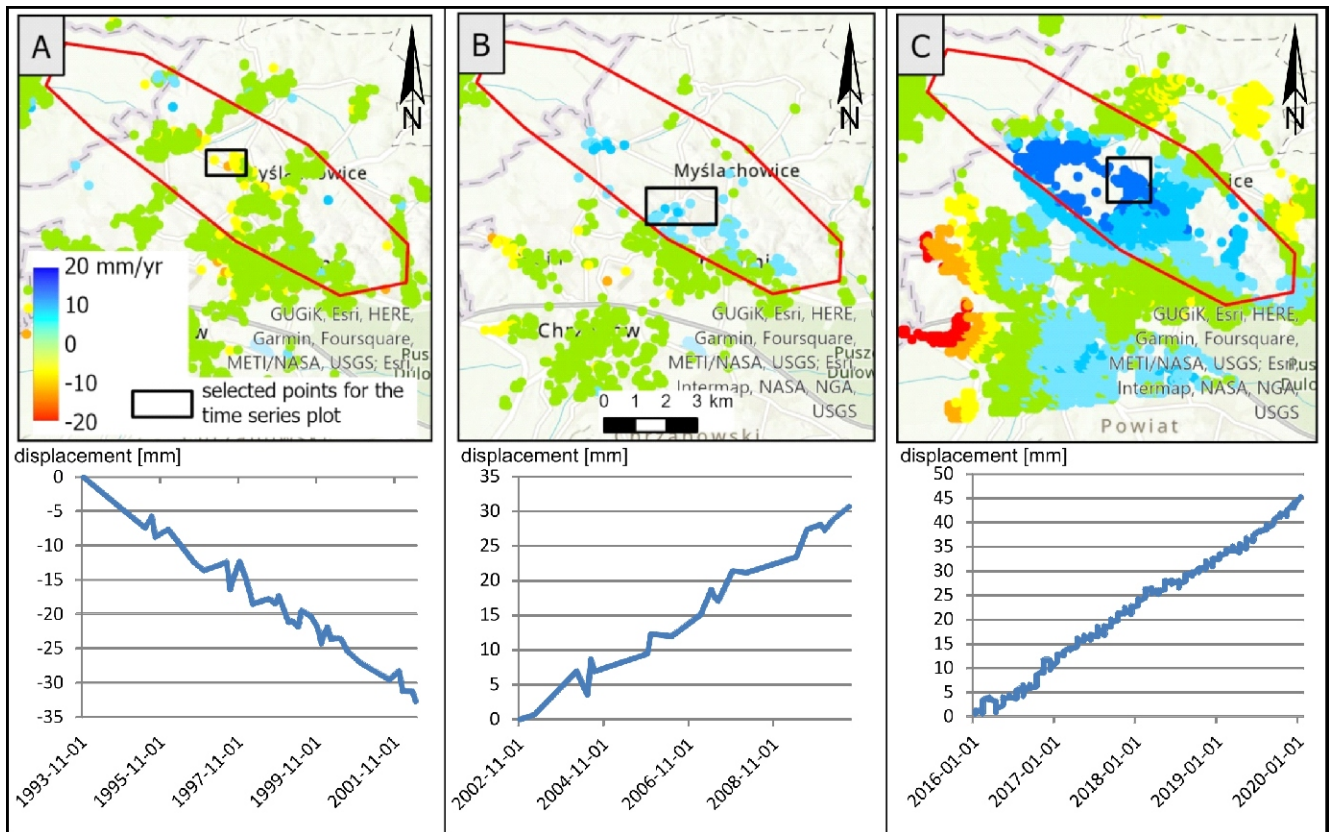 A
N
Myślachowice
20 mm/yr
10
0
-10
-20
selected points for the
time series plot
B
N
Myślachowice
GUGiK, Esri, HERE,
Garmin, Foursquare,
METI/NASA, USGS; Esri,
Intermap, NASA, NGA,
USGS
Chrzanów
0 1 2 3 km
C
N
ice
GUGiK, Esri, HERE,
Garmin, Foursquare,
METI/NASA, USGS; Esri,
Intermap, NASA, NGA,
USGS
Powiat
GUGiK, Esri, HERE,
Garmin, Foursquare,
METI/NASA, USGS; Esri,
displacement [mm]
0
-5
-10
-15
-20
-25
-30
-35
1993-11-01
1995-11-01
1997-11-01
1999-11-01
2001-11-01
displacement [mm]
35
30
25
20
15
10
5
0
2002-11-01
2004-11-01
2006-11-01
2008-11-01
displacement [mm]
50
45
40
35
30
25
20
15
10
5
0
2016-01-01
2017-01-01
2018-01-01
2019-01-01
2020-01-01